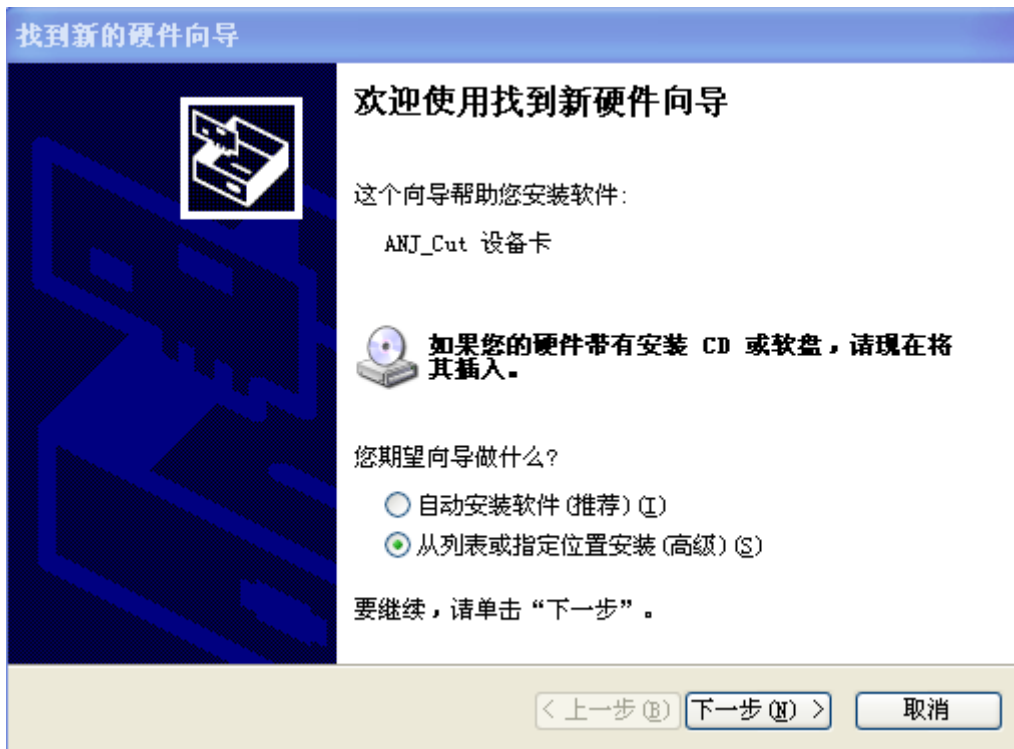 找到新的硬件向导
欢迎使用找到新硬件向导
这个向导帮助您安装软件:
ANJ_Cut 设备卡
如果您的硬件带有安装 CD 或软盘，请现在将
其插入。
您期望向导做什么?
自动安装软件(推荐)(I)
从列表或指定位置安装(高级)(S)
要继续，请单击“下一步”。
< 上一步(B) 下一步(N) > 取消